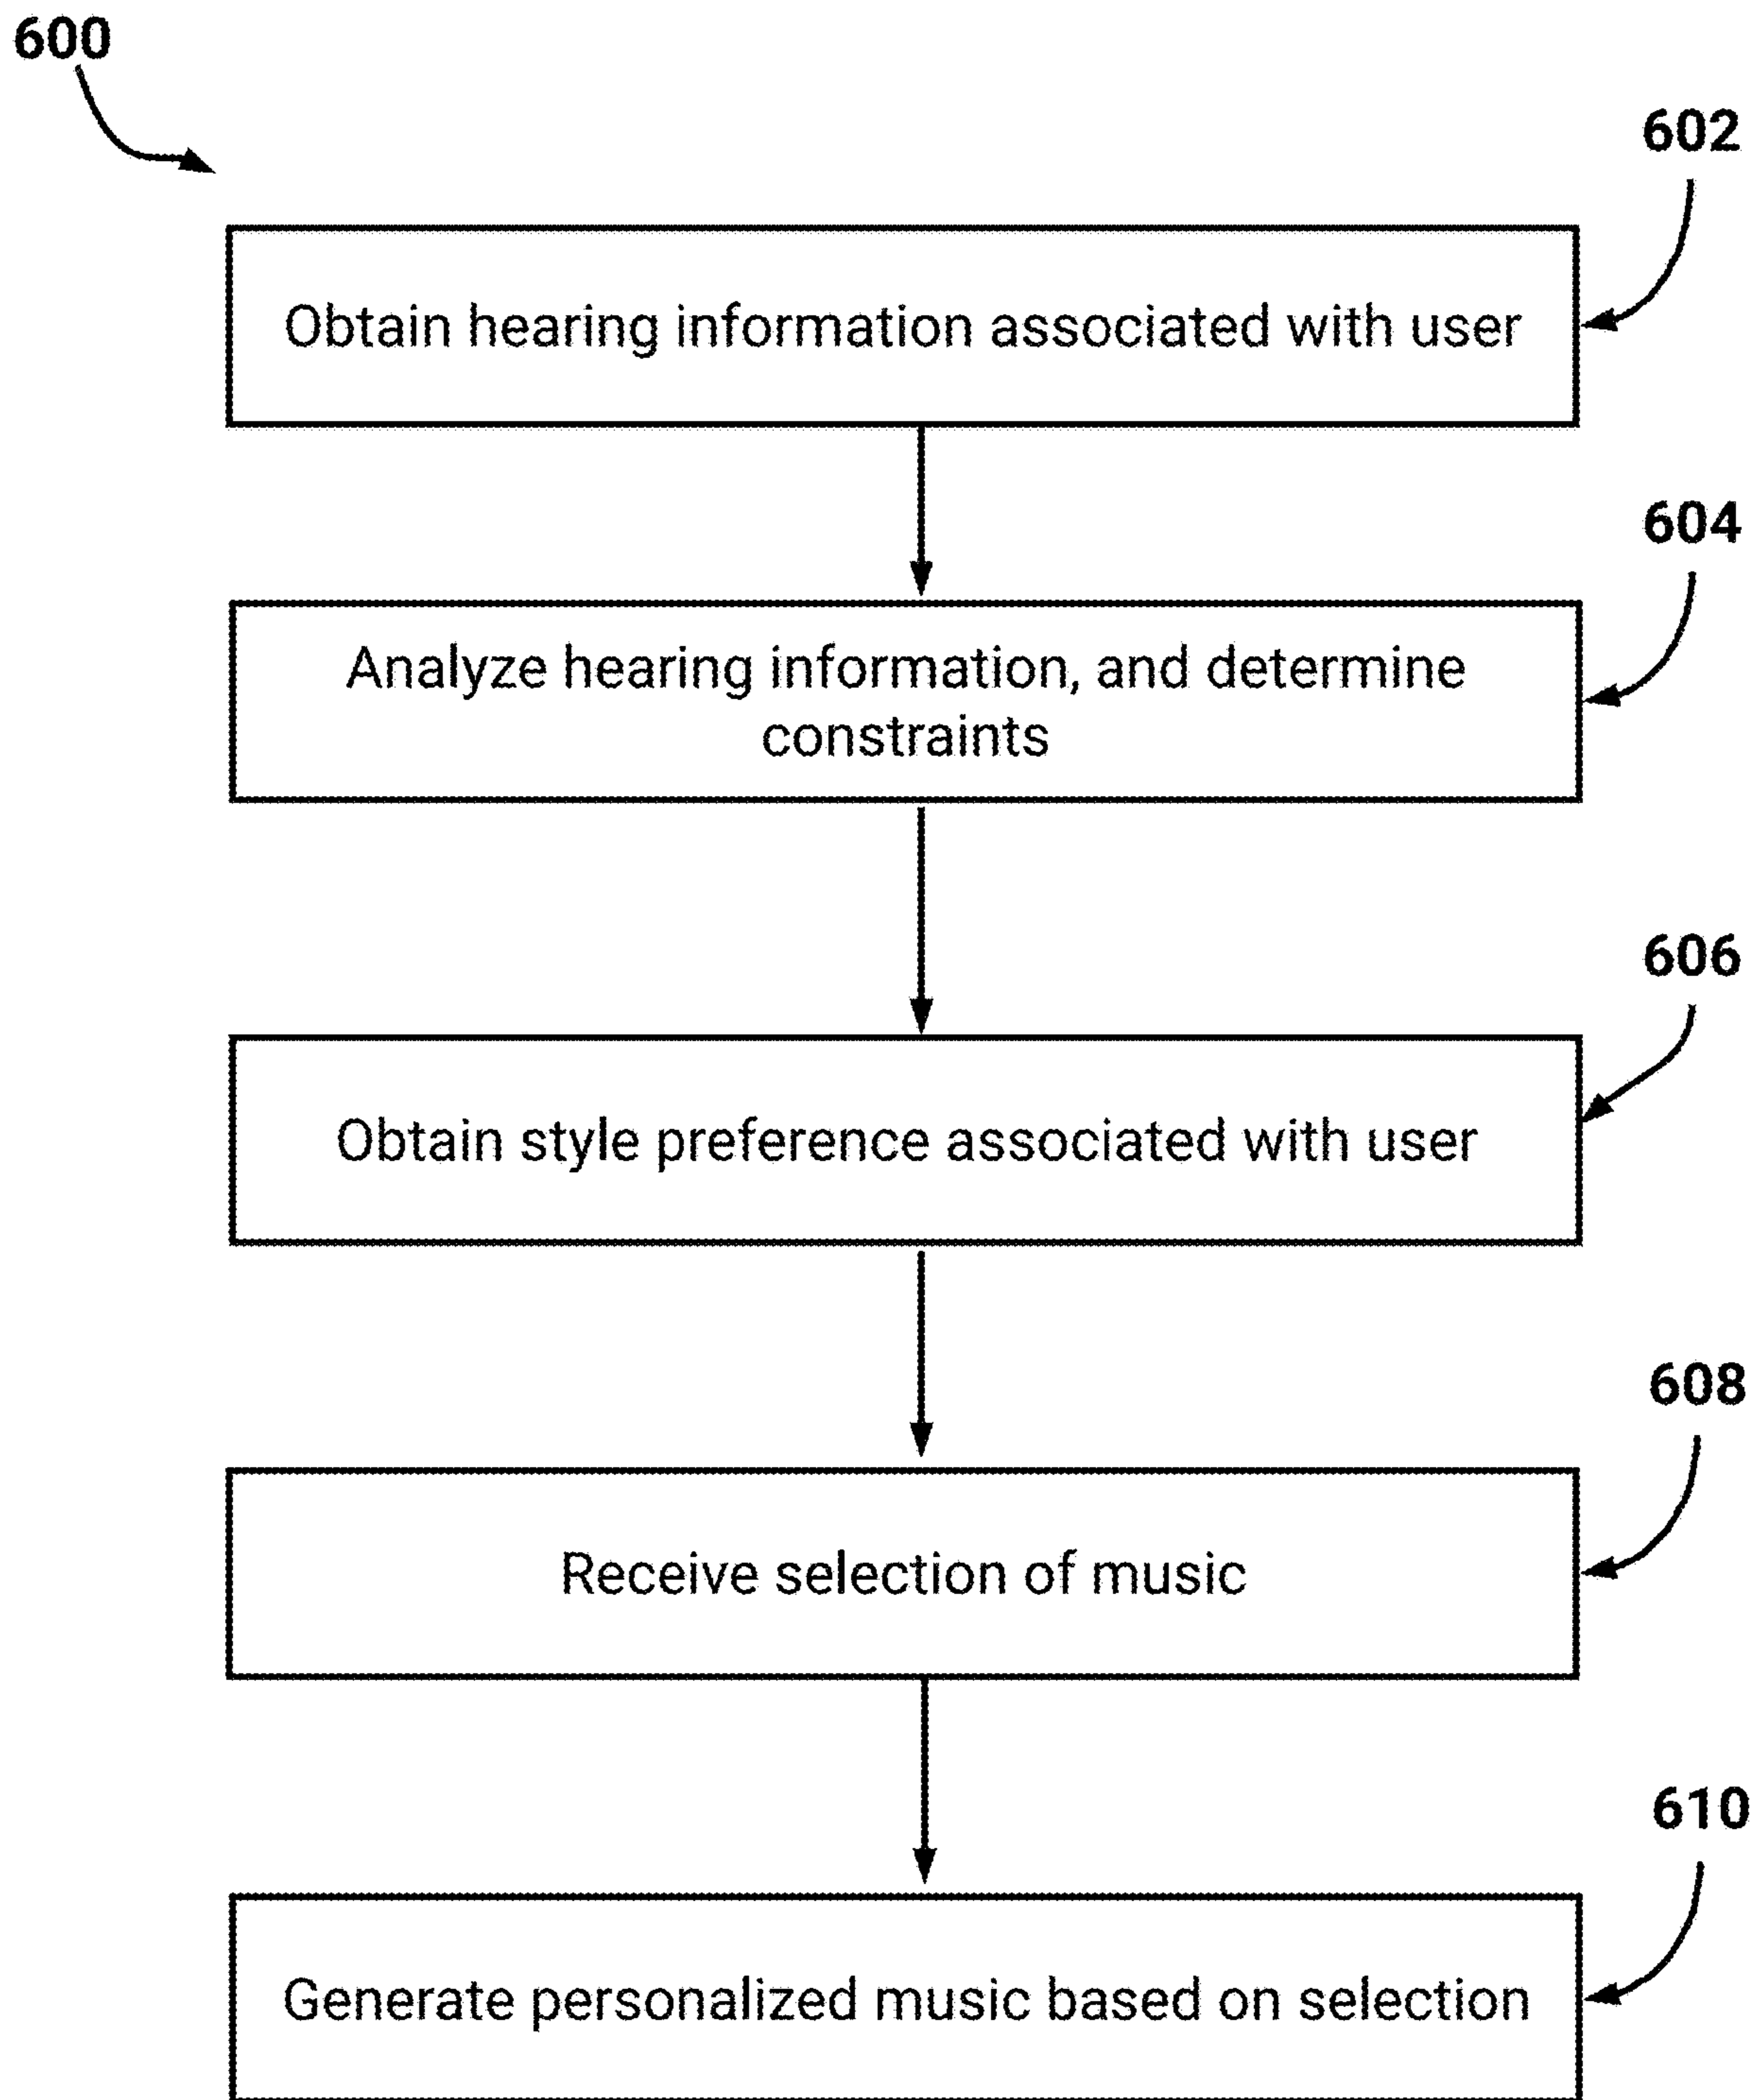 600
602
Obtain hearing information associated with user
604
Analyze hearing information, and determine
constraints
606
Obtain style preference associated with user
608
Receive selection of music
610
Generate personalized music based on selection